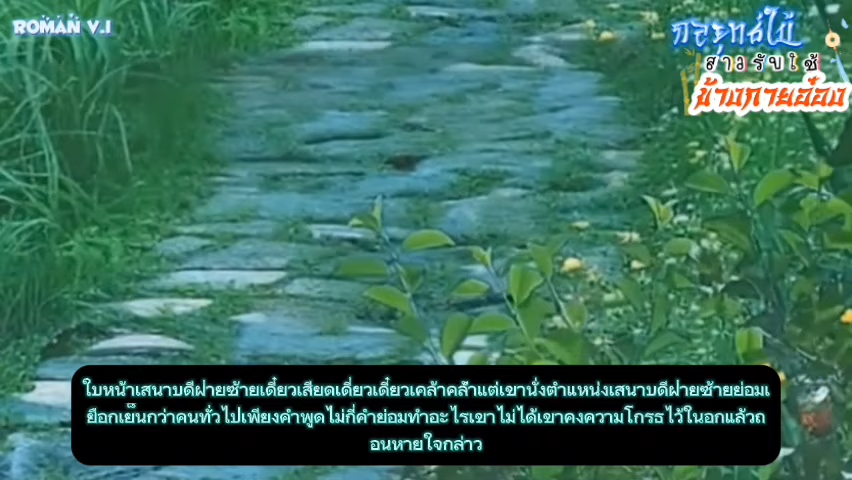 ROMAN V.I
กอดทศไป๋
สาวรับใช้
ข้างกายอ๋อง
ใบหน้าเสนาบดีฝ่ายซ้ายเดี๋ยวเสียดเดี่ยวเดี๋ยวเคล้าคล้ำแต่เขานั่งตำแหน่งเสนาบดีฝ่ายซ้ายย่อมเ
ยือกเย็นกว่าคนทั่วไปเพียงคำพูดไม่กี่คำย่อมทำอะไรเขาไม่ได้เขาคงความโกรธไว้ในอกแล้วถ
อนหายใจกล่าว